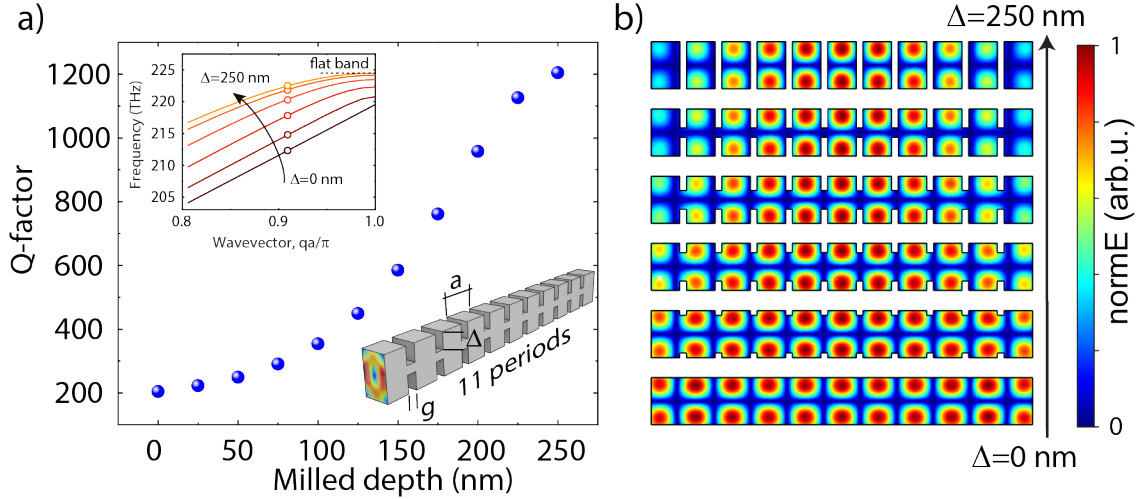 a)
Q-factor
1200
1000
800
600
400
200
0
50
100
150
200
250
Milled depth (nm)
Frequency (THz)
225
220
215
210
205
0.8
0.9
1.0
Wavevector, qa/π
Δ=250 nm
flat band
Δ=0 nm
a
Δ
g
11 periods
b)
Δ=250 nm
Δ=0 nm
1
0
normE (arb.u.)